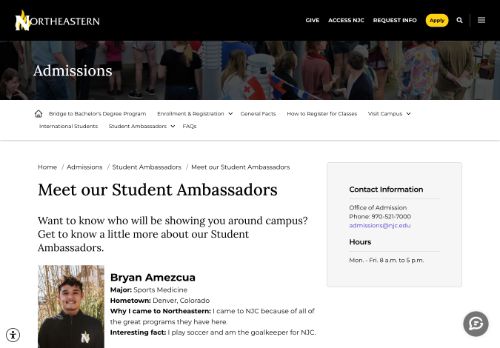 NORTHEASTERN
GIVE ACCESS NJC REQUEST INFO Apply
Admissions
Bridge to Bachelor's Degree Program Enrollment & Registration General Facts How to Register for Classes Visit Campus
International Students Student Ambassadors FAQs
Home / Admissions / Student Ambassadors / Meet our Student Ambassadors
Meet our Student Ambassadors
Want to know who will be showing you around campus?
Get to know a little more about our Student
Ambassadors.
Bryan Amezcua
Major: Sports Medicine
Hometown: Denver, Colorado
Why I came to Northeastern: I came to NJC because of all of
the great programs they have here.
Interesting fact: I play soccer and am the goalkeeper for NJC.
Contact Information
Office of Admission
Phone: 970-521-7000
admissions@njc.edu
Hours
Mon. - Fri. 8 a.m. to 5 p.m.